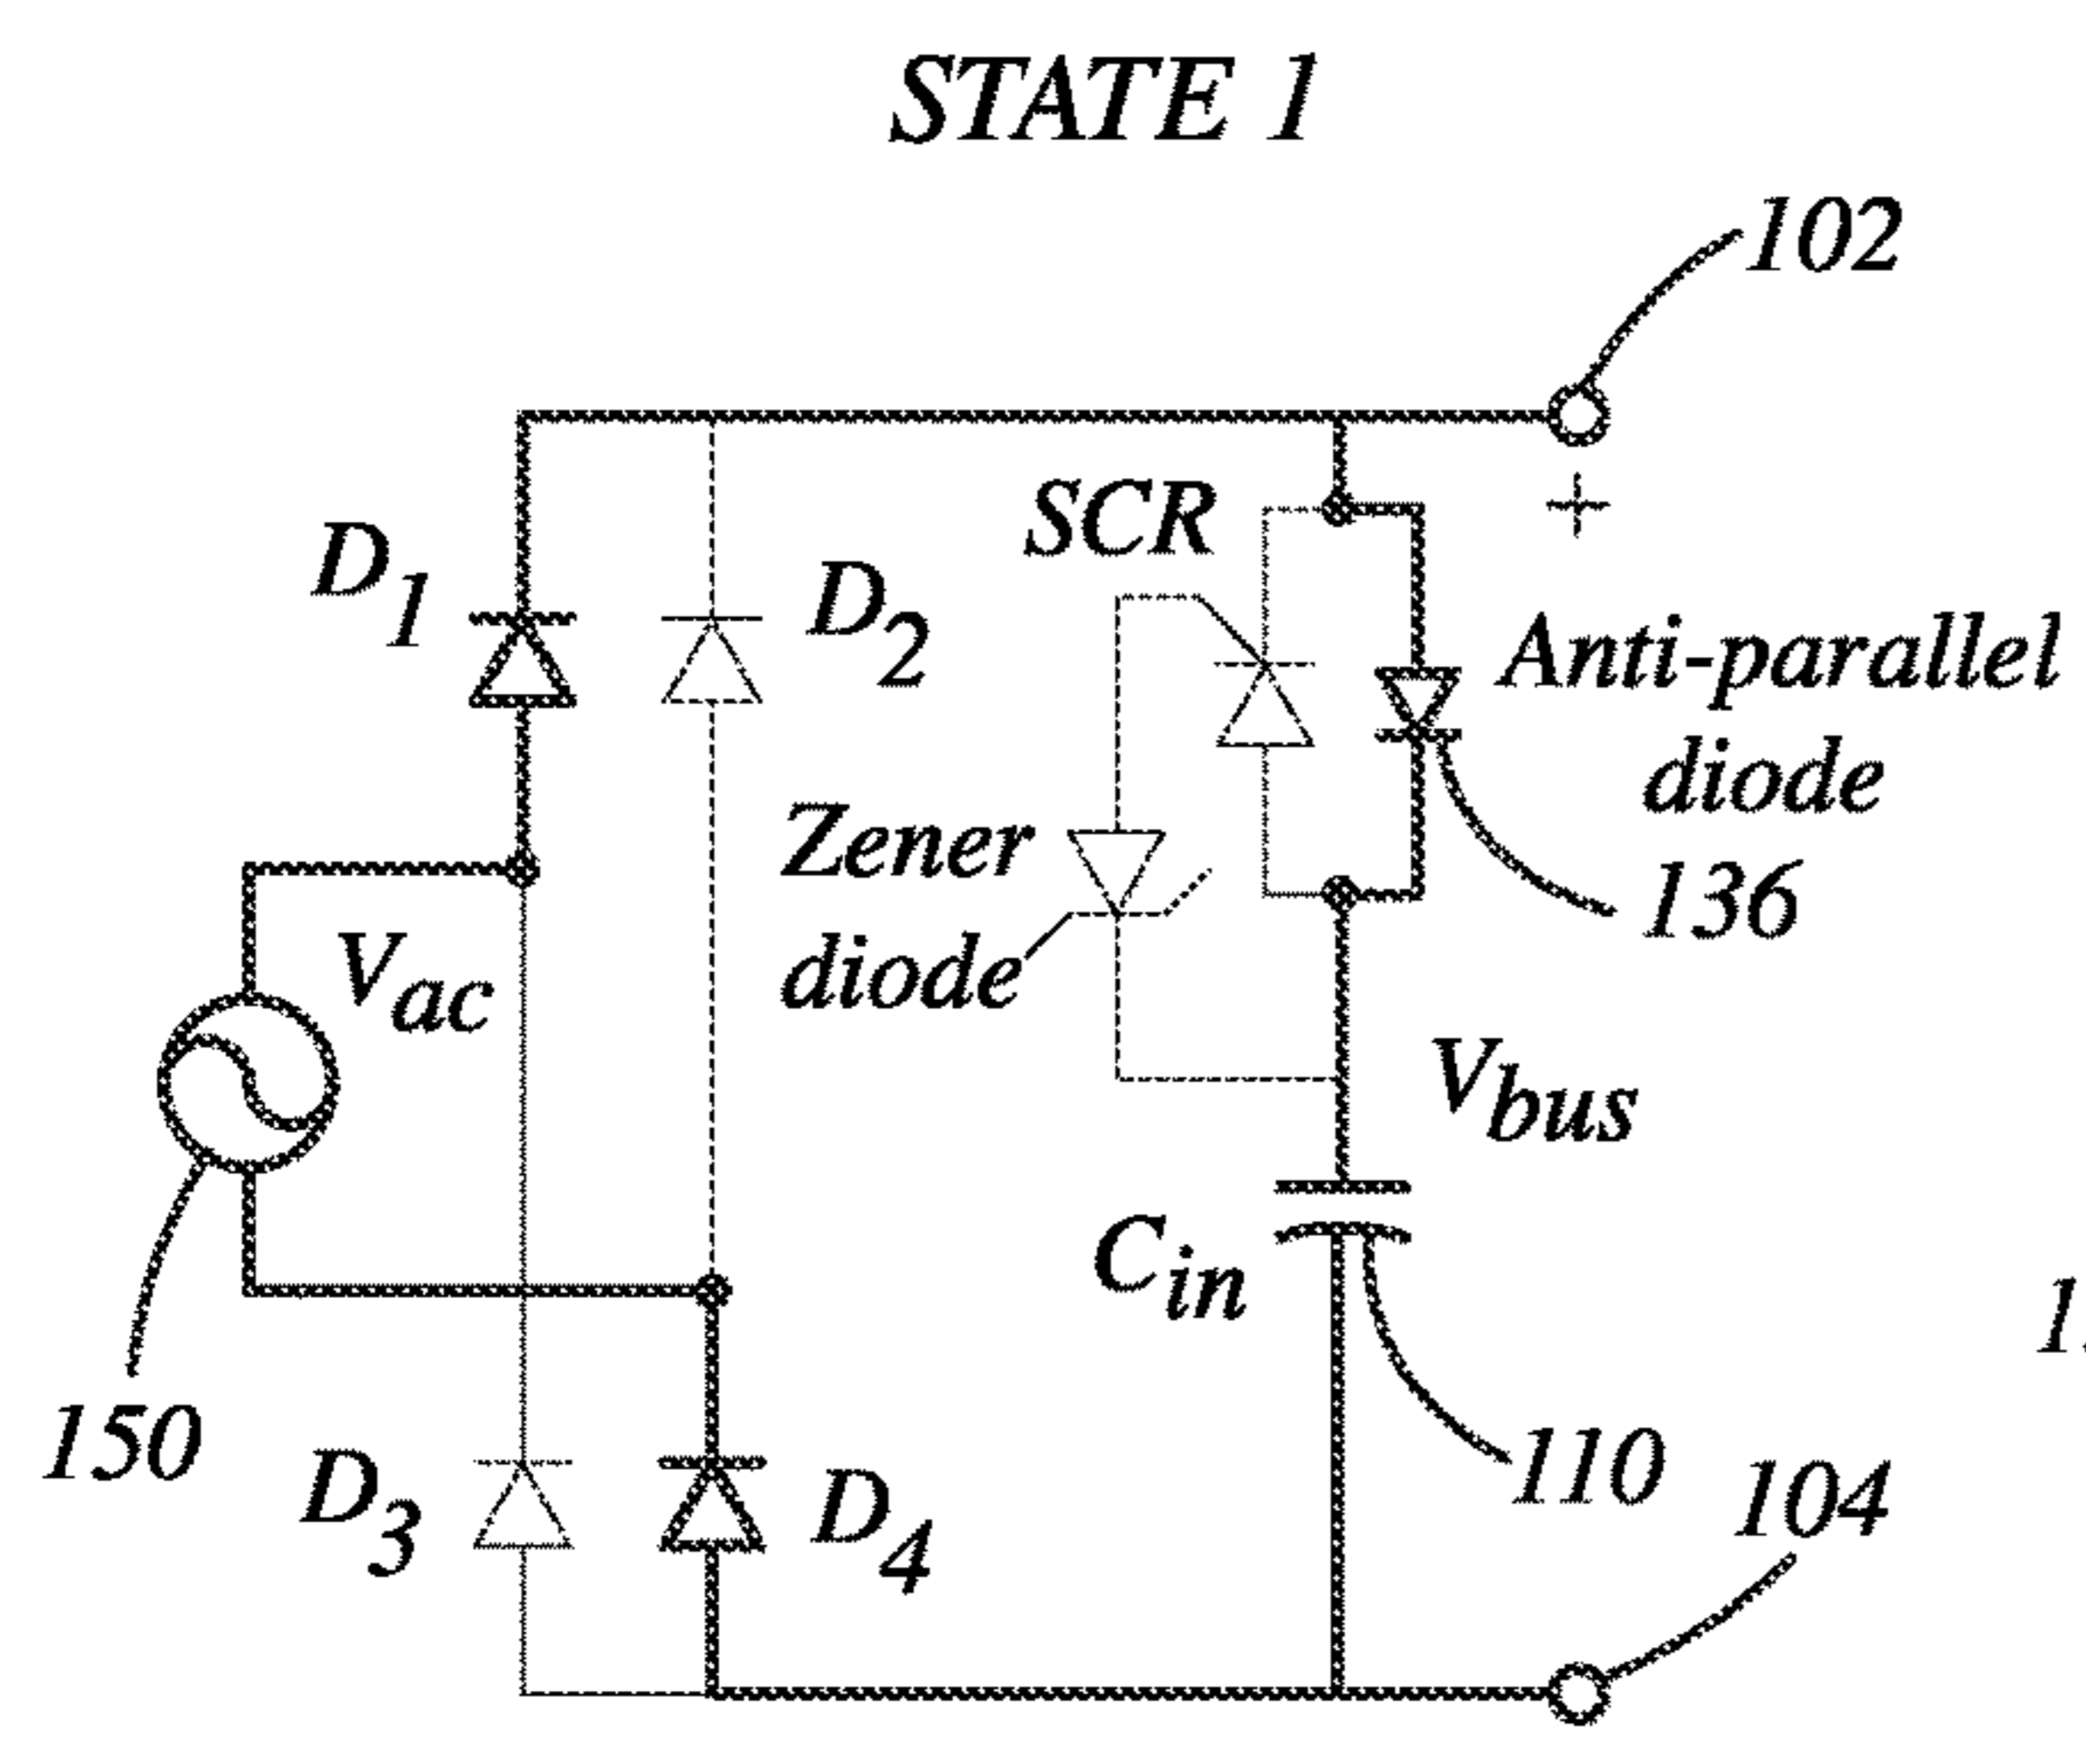 STATE 1
102
+
SCR
D1
D2
Anti-parallel
diode
Zener
diode
136
Vac
Vbus
Cin
150
110
104
D3
D4